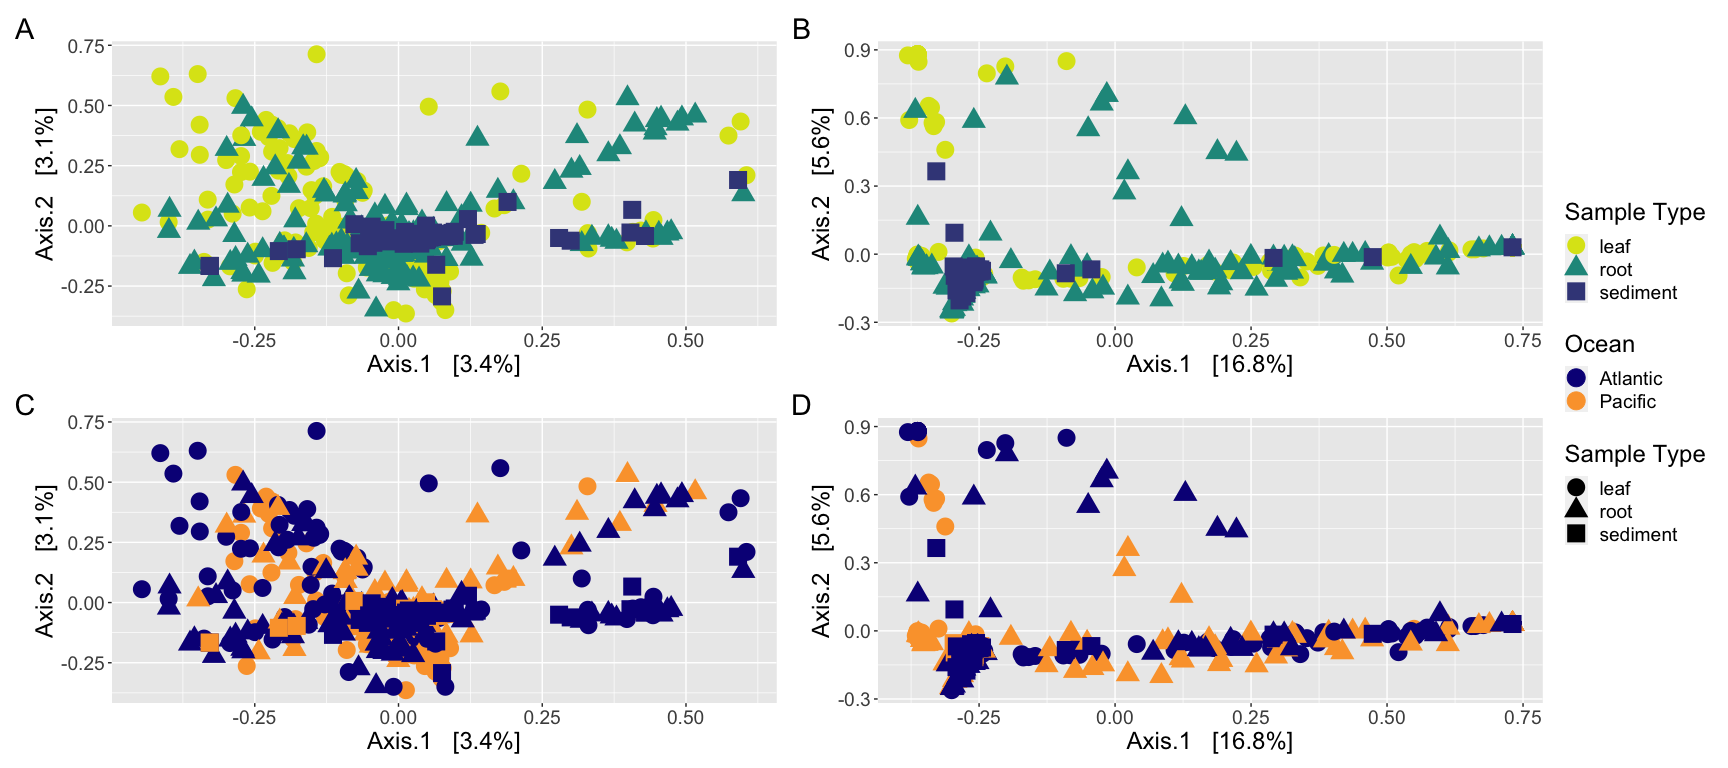 A
0.75
0.50
0.25
0.00
-0.25
Axis.2 [3.1%]
-0.25 0.00 0.25 0.50
Axis.1 [3.4%]
B
0.9
0.6
0.3
0.0
-0.3
Axis.2 [5.6%]
-0.25 0.00 0.25 0.50 0.75
Axis.1 [16.8%]
C
0.75
0.50
0.25
0.00
-0.25
Axis.2 [3.1%]
-0.25 0.00 0.25 0.50
Axis.1 [3.4%]
D
0.9
0.6
0.3
0.0
-0.3
Axis.2 [5.6%]
-0.25 0.00 0.25 0.50 0.75
Axis.1 [16.8%]
Sample Type
leaf
root
sediment
Ocean
Atlantic
Pacific
Sample Type
leaf
root
sediment